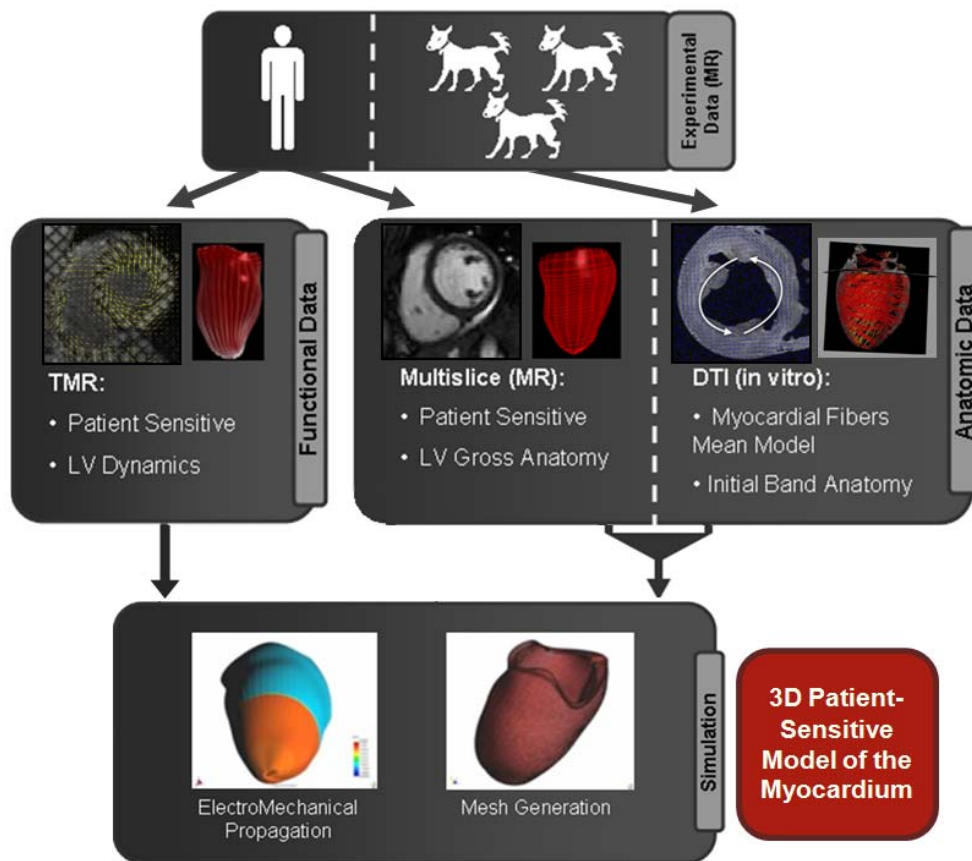 Experimental
Data (MR)
TMR:
• Patient Sensitive
• LV Dynamics
Functional Data
Multislice (MR):
• Patient Sensitive
• LV Gross Anatomy
DTI (in vitro):
• Myocardial Fibers
Mean Model
• Initial Band Anatomy
Anatomic Data
ElectroMechanical
Propagation
Mesh Generation
Simulation
3D Patient-
Sensitive
Model of the
Myocardium